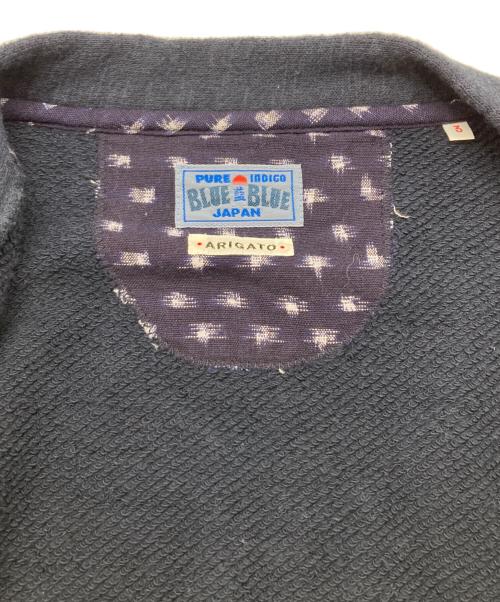 PURE INDIGO
BLUE BLUE
JAPAN
• ARIGATO •
3